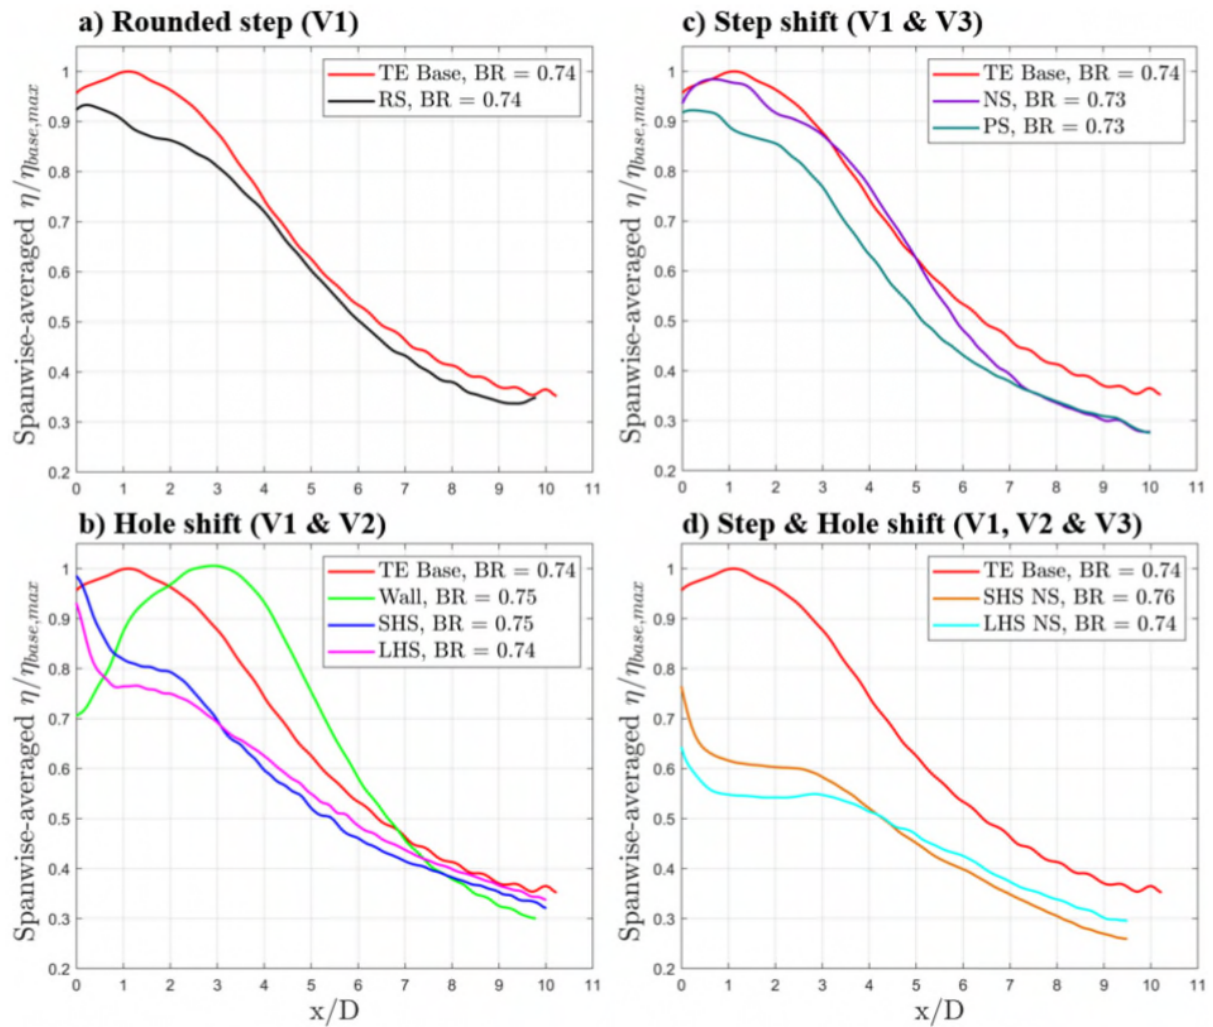 a) Rounded step (V1)
TE Base, BR = 0.74
RS, BR = 0.74
Spanwise-averaged η/η_{base,max}
1
0.9
0.8
0.7
0.6
0.5
0.4
0.3
0.2
0 1 2 3 4 5 6 7 8 9 10 11
c) Step shift (V1 & V3)
TE Base, BR = 0.74
NS, BR = 0.73
PS, BR = 0.73
Spanwise-averaged η/η_{base,max}
1
0.9
0.8
0.7
0.6
0.5
0.4
0.3
0.2
0 1 2 3 4 5 6 7 8 9 10 11
b) Hole shift (V1 & V2)
TE Base, BR = 0.74
Wall, BR = 0.75
SHS, BR = 0.75
LHS, BR = 0.74
Spanwise-averaged η/η_{base,max}
1
0.9
0.8
0.7
0.6
0.5
0.4
0.3
0.2
0 1 2 3 4 5 6 7 8 9 10 11
x/D
d) Step & Hole shift (V1, V2 & V3)
TE Base, BR = 0.74
SHS NS, BR = 0.76
LHS NS, BR = 0.74
Spanwise-averaged η/η_{base,max}
1
0.9
0.8
0.7
0.6
0.5
0.4
0.3
0.2
0 1 2 3 4 5 6 7 8 9 10 11
x/D